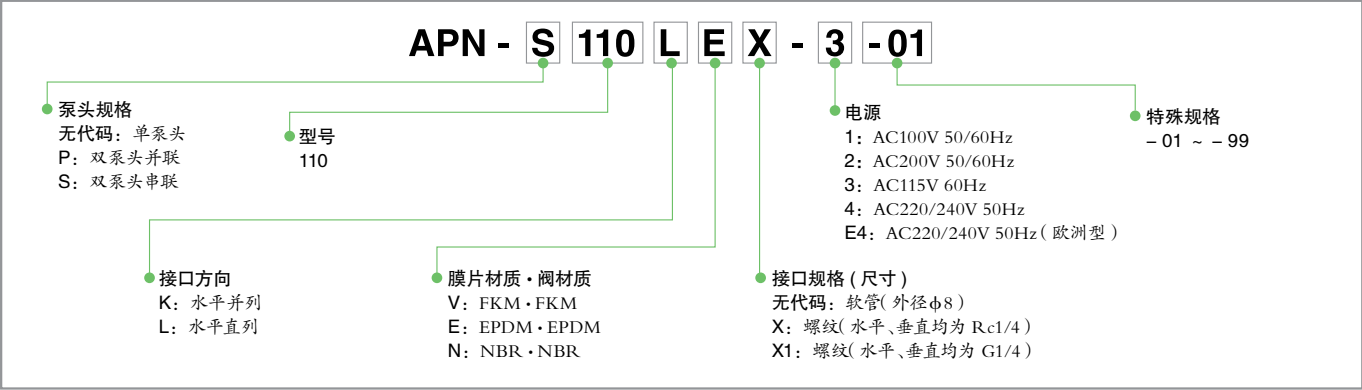 APN - S 110 L E X - 3 -01
泵头规格
无代码：单泵头
P：双泵头并联
S：双泵头串联
型号
110
电源
1：AC100V 50/60Hz
2：AC200V 50/60Hz
3：AC115V 60Hz
4：AC220/240V 50Hz
E4：AC220/240V 50Hz（欧洲型）
特殊规格
– 01 ~ – 99
接口方向
K：水平并列
L：水平直列
膜片材质・阀材质
V：FKM・FKM
E：EPDM・EPDM
N：NBR・NBR
接口规格 ( 尺寸 )
无代码：软管（外径ɸ8）
X：螺纹（水平、垂直均为 Rc1/4）
X1：螺纹（水平、垂直均为 G1/4）